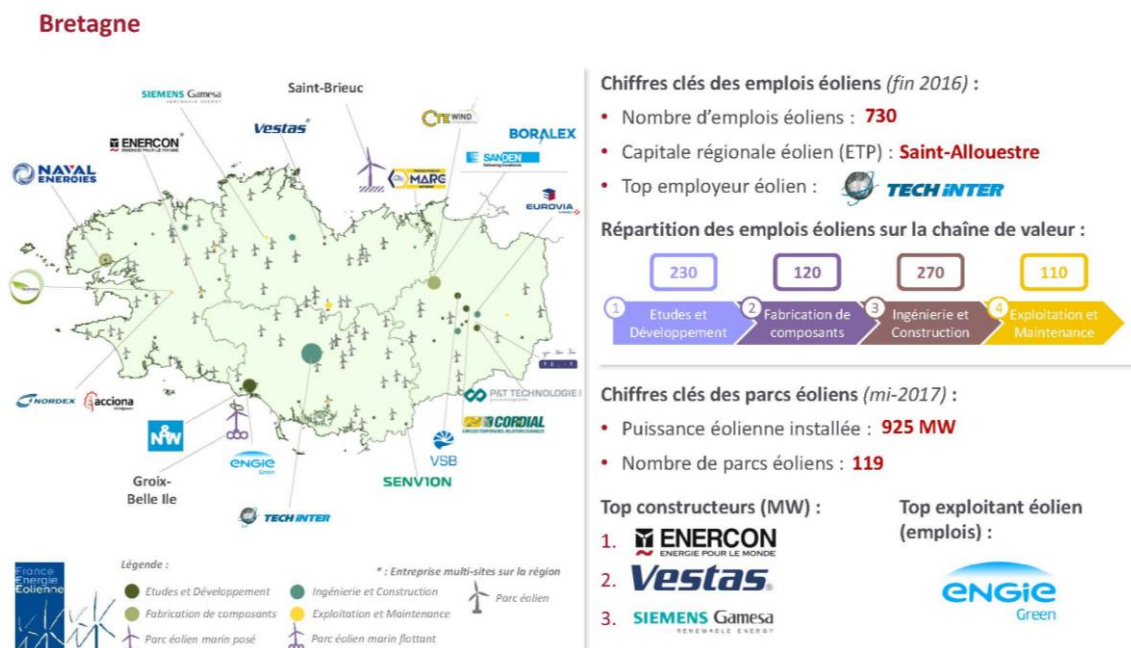 Bretagne
SIEMENS Gamesa
RENEWABLE ENERGY
Saint-Brieuc
Vestas*
ENERCON*
ENERGIE POUR LE MONDE
NAVAL
ENERGIES
WIND
MARC
BORALEX
SANDEN
EUROVIA
NORDEX
acciona
N&W
Groix-
Belle Ile
ENGIE
Green
TECH iNTER
P&T TECHNOLOGIE
CORDIAL
VSB
SENVION
France
Energie
Eolienne
Légende :
* : Entreprise multi-sites sur la région
Etudes et Développement
Ingénierie et Construction
Parc éolien
Fabrication de composants
Exploitation et Maintenance
Parc éolien marin posé
Parc éolien marin flottant
Chiffres clés des emplois éoliens (fin 2016) :
• Nombre d'emplois éoliens : 730
• Capitale régionale éolien (ETP) : Saint-Allouestre
• Top employeur éolien : TECH iNTER
Répartition des emplois éoliens sur la chaîne de valeur :
230 120 270 110
1 Etudes et
Développement
2 Fabrication de
composants
3 Ingénierie et
Construction
4 Exploitation et
Maintenance
Chiffres clés des parcs éoliens (mi-2017) :
• Puissance éolienne installée : 925 MW
• Nombre de parcs éoliens : 119
Top constructeurs (MW) :
1. ENERCON
ENERGIE POUR LE MONDE
2. Vestas.
3. SIEMENS Gamesa
RENEWABLE ENERGY
Top exploitant éolien
(emplois) :
ENGIE
Green